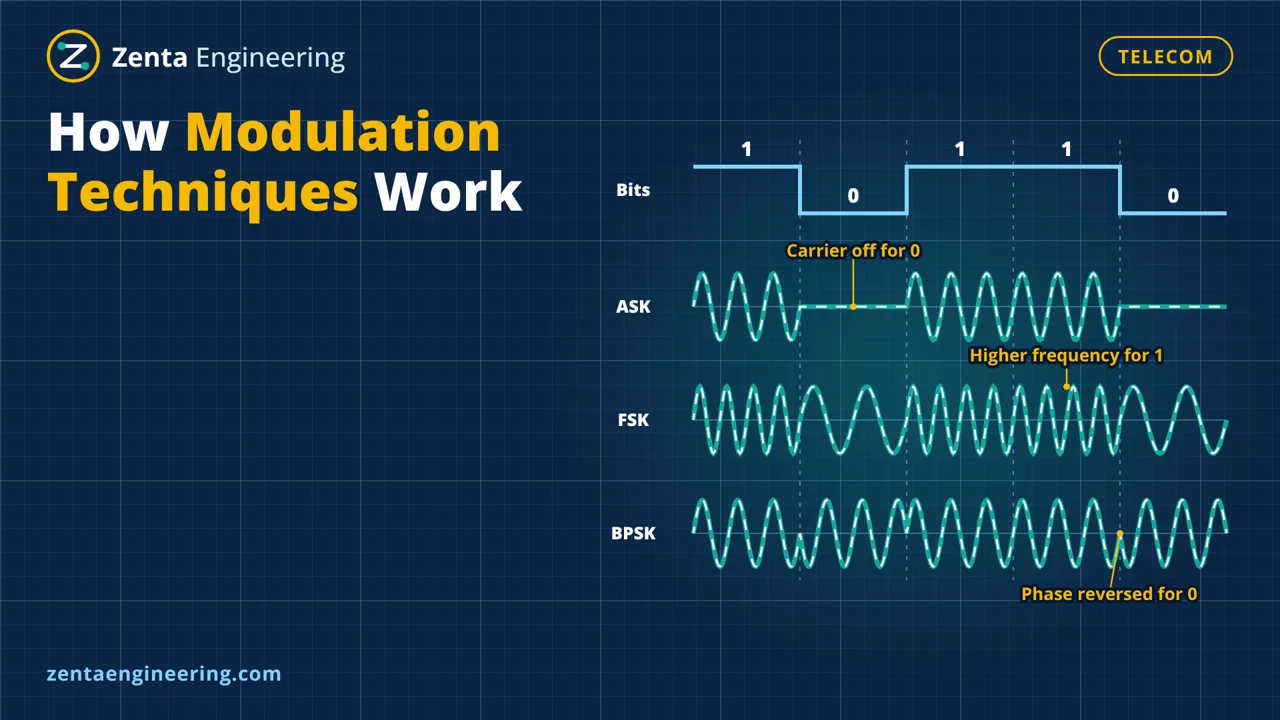 Zenta Engineering
TELECOM
How Modulation
Techniques Work
1 1 1
Bits
0 0
Carrier off for 0
ASK
Higher frequency for 1
FSK
BPSK
Phase reversed for 0
zentaengineering.com